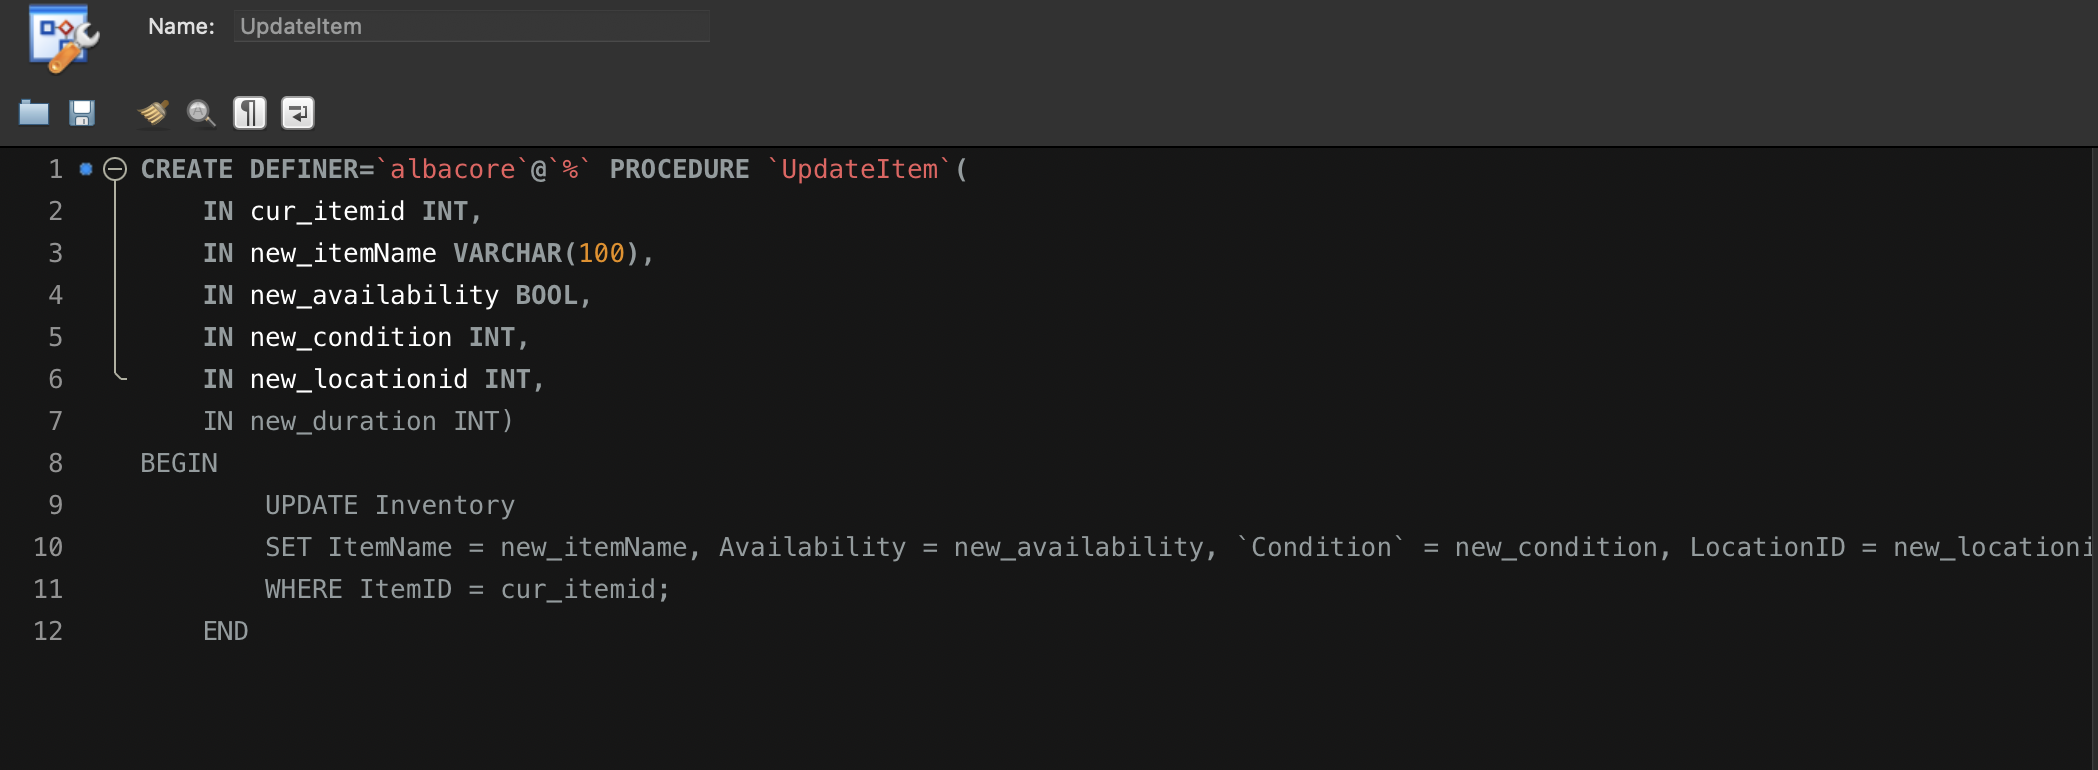 Name: UpdateItem
1 CREATE DEFINER=`albacore`@`%` PROCEDURE `UpdateItem`(
2 IN cur_itemid INT,
3 IN new_itemName VARCHAR(100),
4 IN new_availability BOOL,
5 IN new_condition INT,
6 IN new_locationid INT,
7 IN new_duration INT)
8 BEGIN
9 UPDATE Inventory
10 SET ItemName = new_itemName, Availability = new_availability, `Condition` = new_condition, LocationID = new_locationi
11 WHERE ItemID = cur_itemid;
12 END